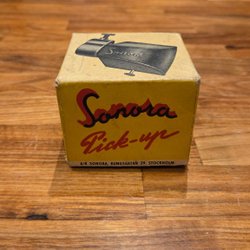 Sonora
Sonora
Pick-up
A/B SONORA, KUNGSGATAN 29, STOCKHOLM